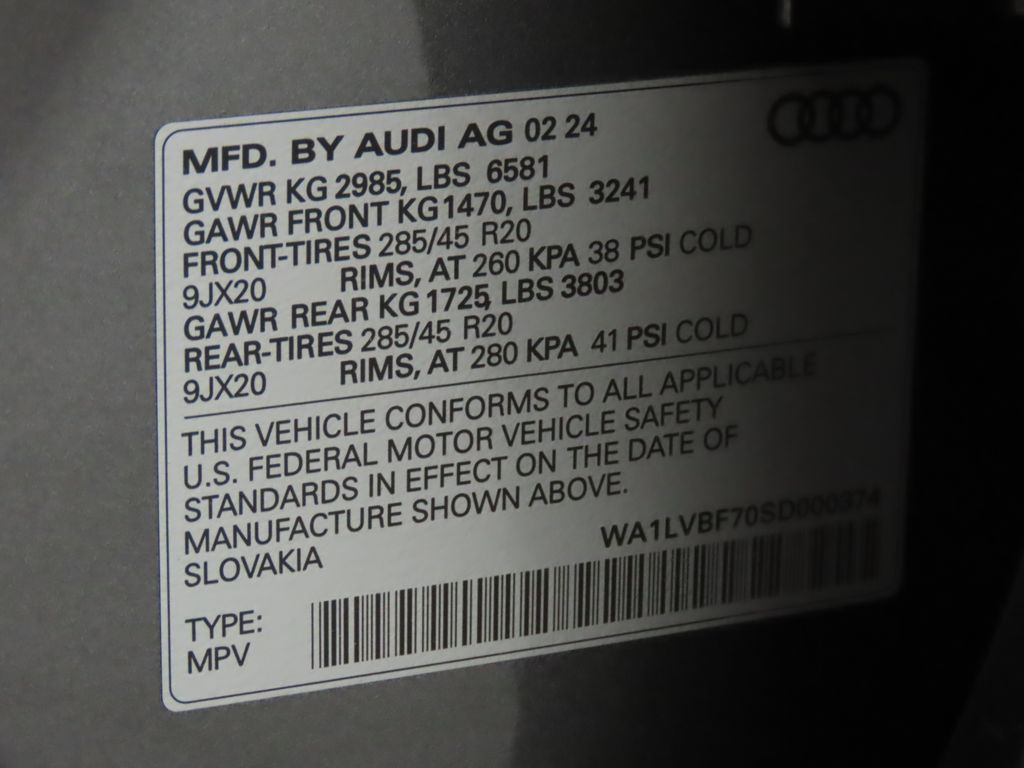 MFD. BY AUDI AG 02 24
GVWR KG 2985, LBS 6581
GAWR FRONT KG1470, LBS 3241
FRONT-TIRES 285/45 R20
9JX20 RIMS, AT 260 KPA 38 PSI COLD
GAWR REAR KG 1725, LBS 3803
REAR-TIRES 285/45 R20
9JX20 RIMS, AT 280 KPA 41 PSI COLD
THIS VEHICLE CONFORMS TO ALL APPLICABLE
U.S. FEDERAL MOTOR VEHICLE SAFETY
STANDARDS IN EFFECT ON THE DATE OF
MANUFACTURE SHOWN ABOVE.
SLOVAKIA
WA1LVBF70SD000374
TYPE:
MPV